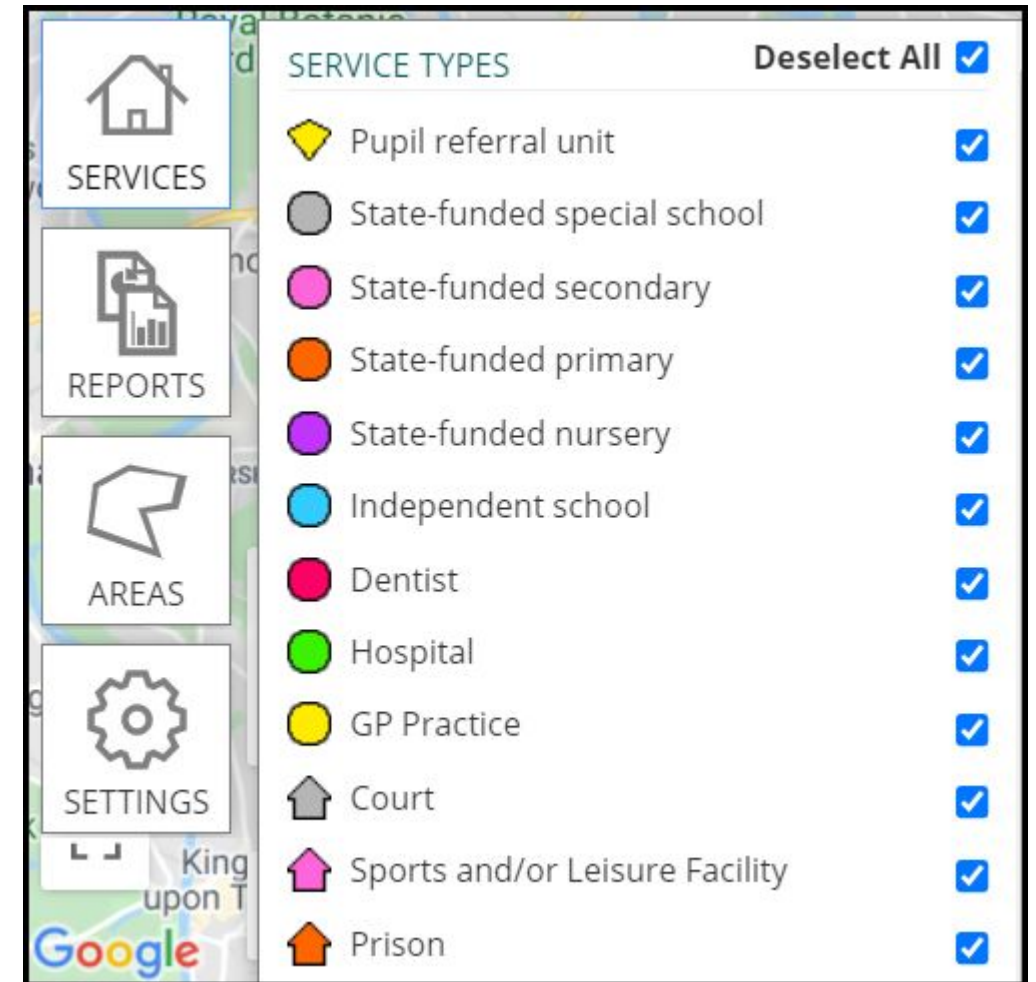 SERVICES
REPORTS
AREAS
SETTINGS
King
upon T
Google
SERVICE TYPES
Deselect All
Pupil referral unit
State-funded special school
State-funded secondary
State-funded primary
State-funded nursery
Independent school
Dentist
Hospital
GP Practice
Court
Sports and/or Leisure Facility
Prison